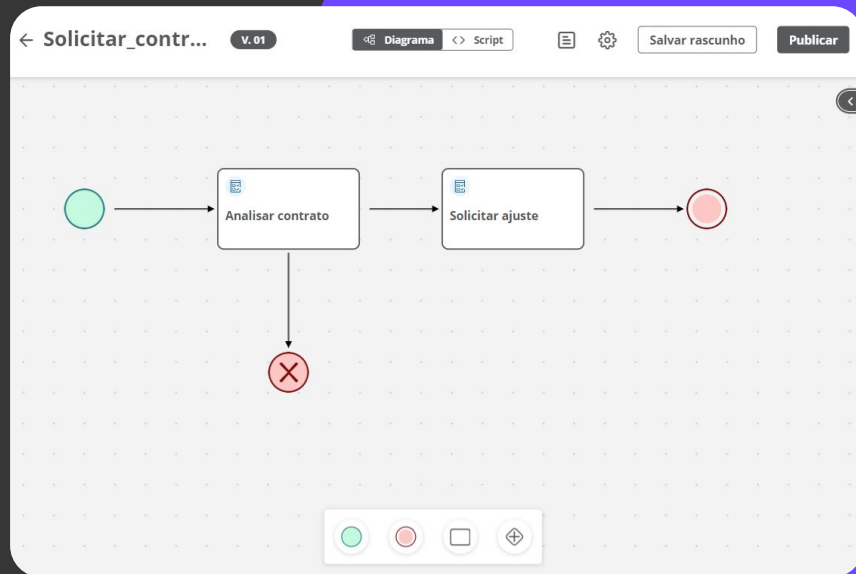 Solicitar_contr...
V. 01
Diagrama
Script
Salvar rascunho
Publicar
Analisar contrato
Solicitar ajuste